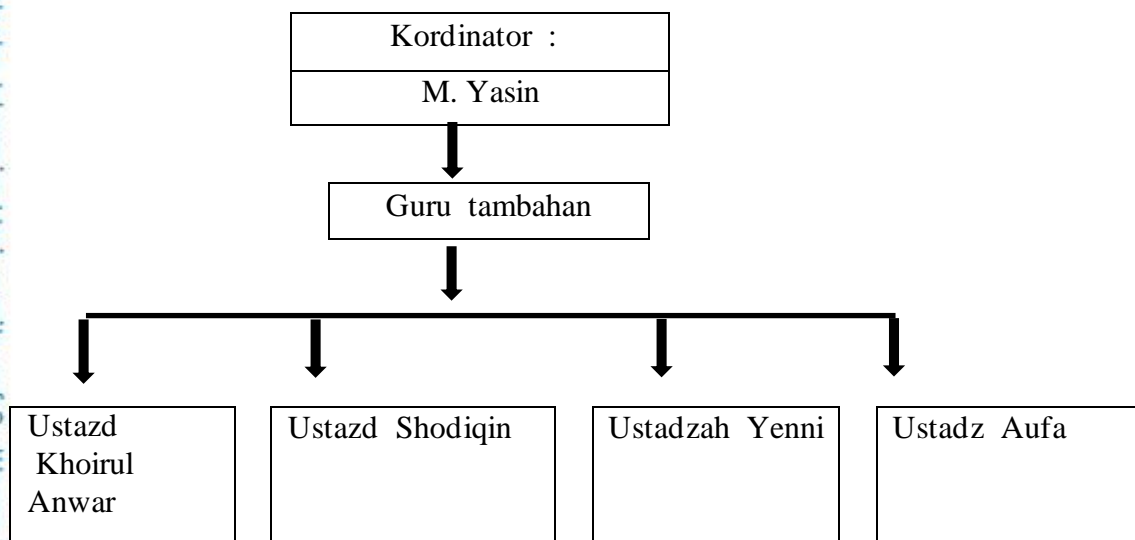 Kordinator :
M. Yasin
Guru tambahan
Ustazd
Khoirul
Anwar
Ustazd Shodiqin
Ustadzah Yenni
Ustadz Aufa